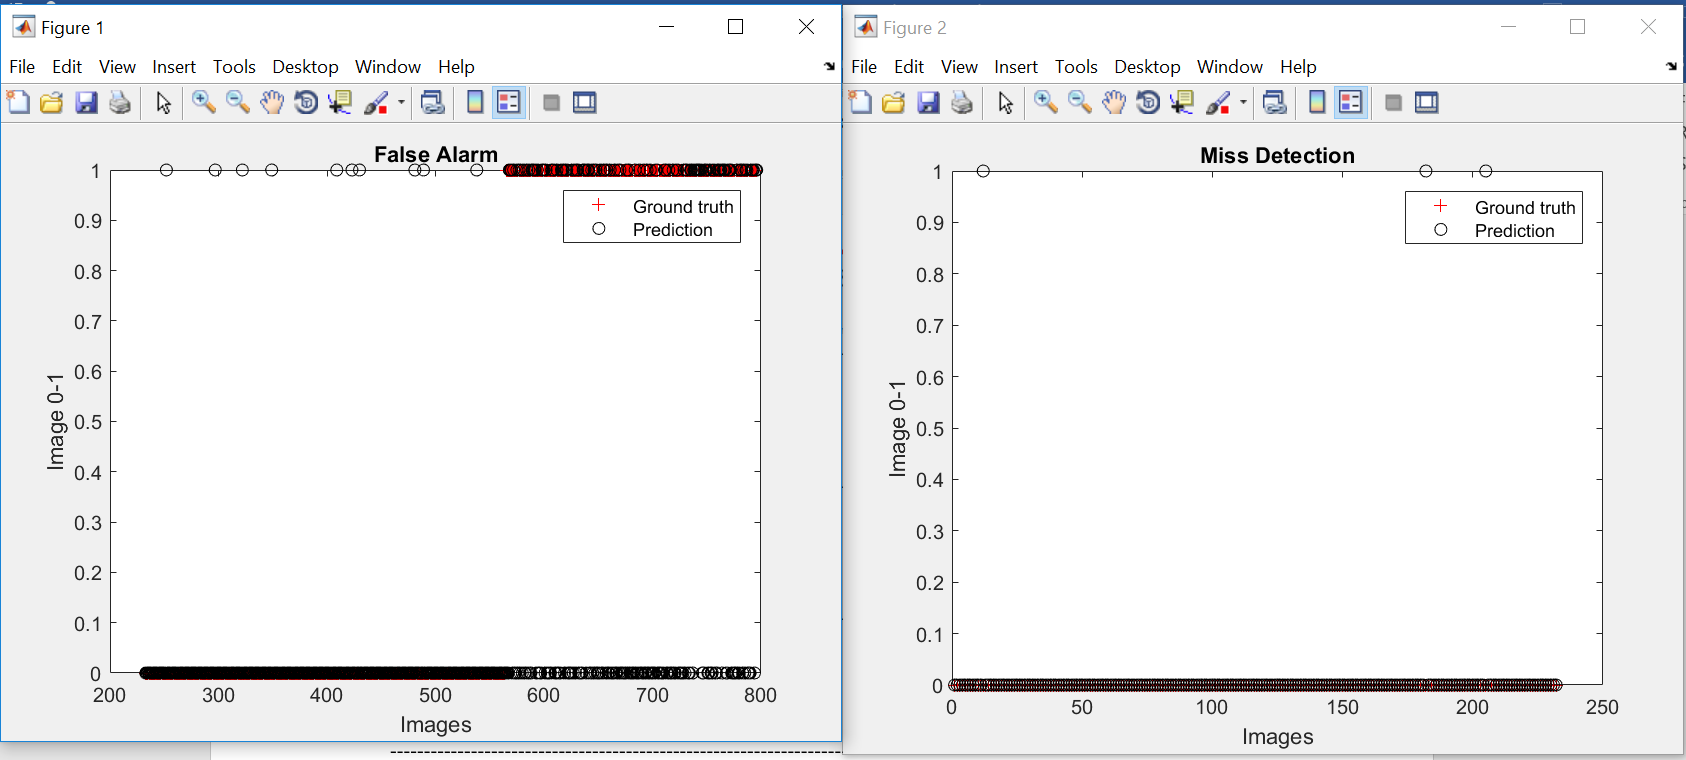 Figure 1
File Edit View Insert Tools Desktop Window Help
False Alarm
Ground truth
Prediction
1
0.9
0.8
0.7
0.6
0.5
0.4
0.3
0.2
0.1
0
Image 0-1
200 300 400 500 600 700 800
Images
Figure 2
File Edit View Insert Tools Desktop Window Help
Miss Detection
Ground truth
Prediction
1
0.9
0.8
0.7
0.6
0.5
0.4
0.3
0.2
0.1
0
Image 0-1
0 50 100 150 200 250
Images